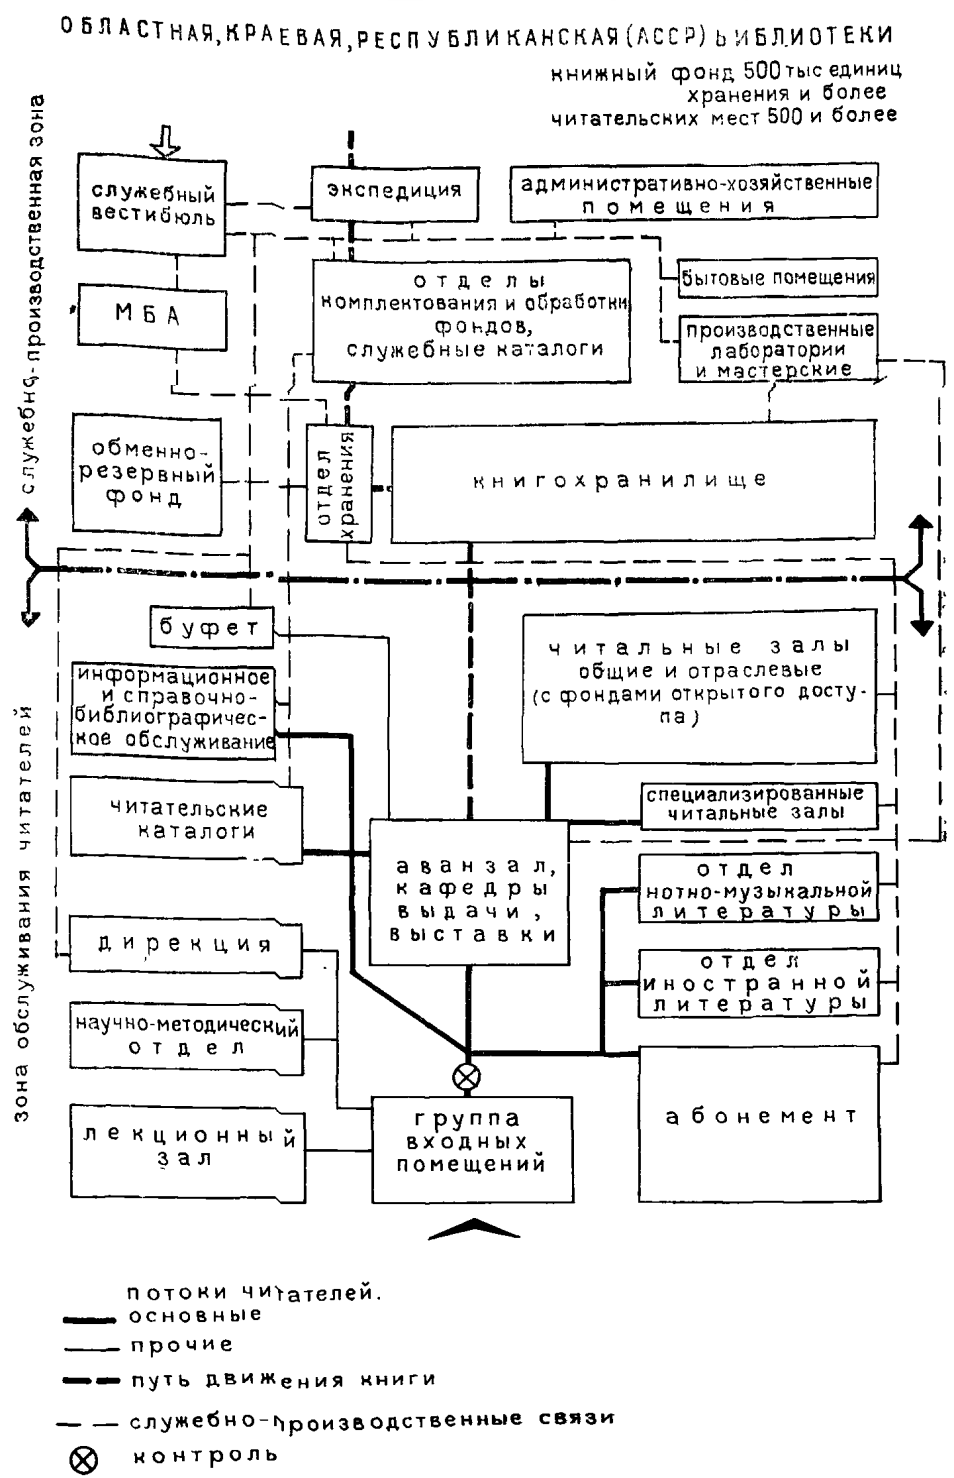 ОБЛАСТНАЯ, КРАЕВАЯ, РЕСПУБЛИКАНСКАЯ (АССР) БИБЛИОТЕКИ
книжный фонд 500 тыс единиц
хранения и более
читательских мест 500 и более
служебно-производственная зона
служебный
вестибюль
экспедиция
административно-хозяйственные
помещения
МБА
отделы
комплектования и обработки
фондов,
служебные каталоги
бытовые помещения
производственные
лаборатории
и мастерские
обменно-
резервный
фонд
отдел
хранения
книгохранилище
зона обслуживания читателей
буфет
читальные залы
общие и отраслевые
(с фондами открытого досту-
па)
информационное
и справочно-
библиографичес-
кое обслуживание
читательские
каталоги
специализированные
читальные залы
аванзал,
кафедры
выдачи,
выставки
отдел
нотно-музыкальной
литературы
дирекция
отдел
иностранной
литературы
научно-методический
отдел
абонемент
лекционный
зал
группа
входных
помещений
потоки читателей.
основные
прочие
путь движения книги
служебно-производственные связи
контроль